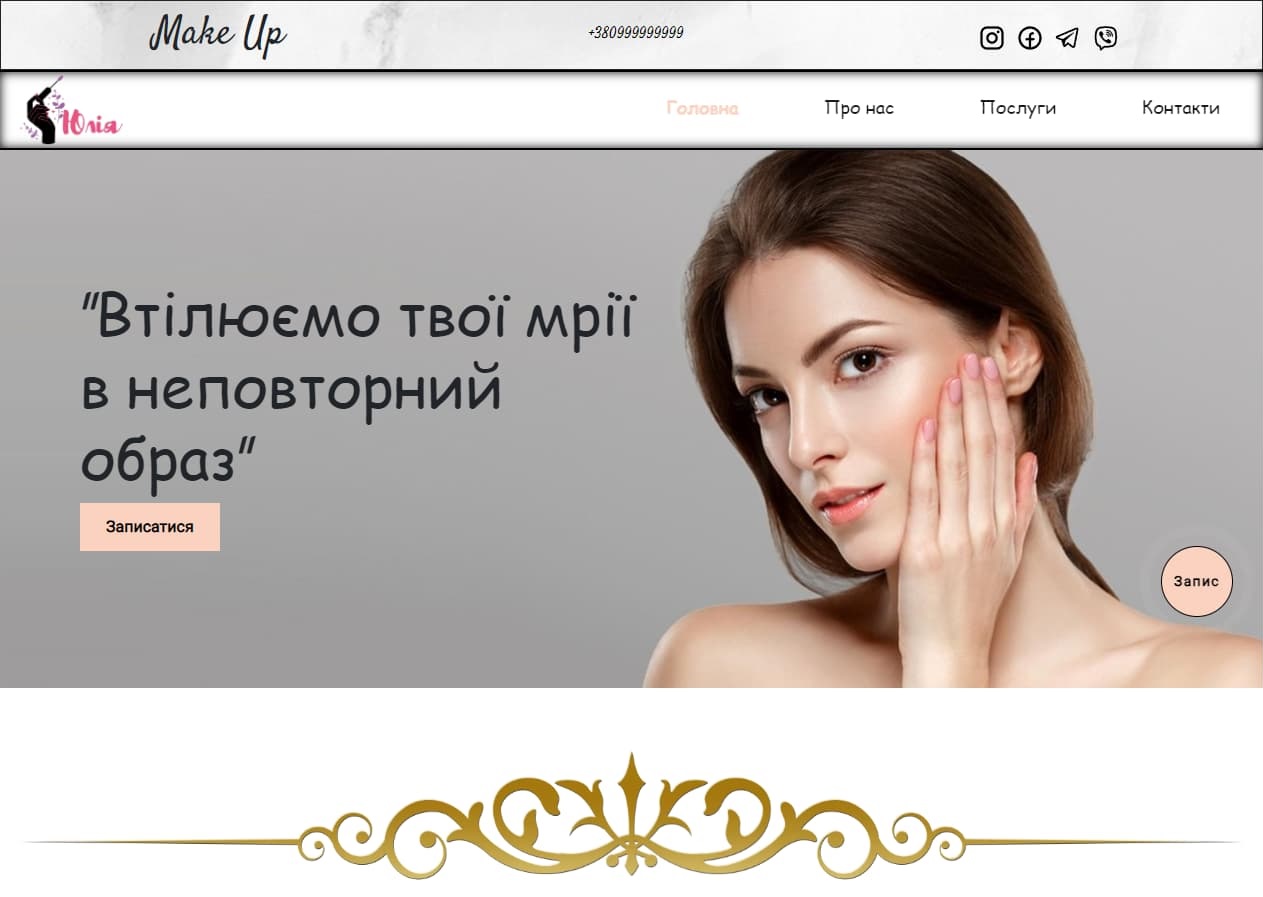 Make Up
+380999999999
Юлія
Головна
Про нас
Послуги
Контакти
"Втілюємо твої мрії
в неповторний
образ"
Записатися
Запис